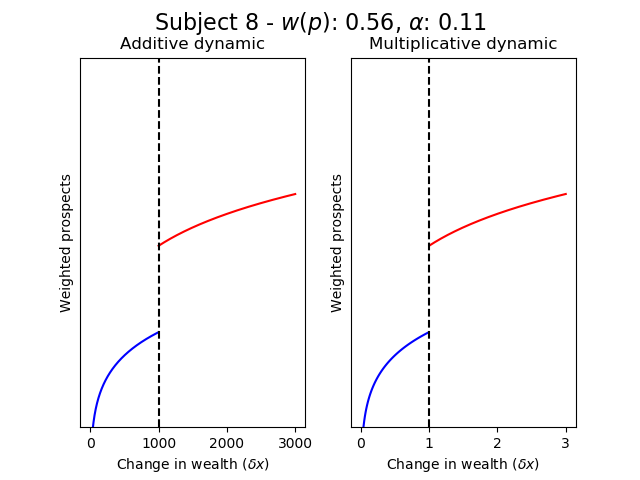 Subject 8 - w(p): 0.56, α: 0.11
Additive dynamic
Multiplicative dynamic
Weighted prospects
Weighted prospects
0 1000 2000 3000
0 1 2 3
Change in wealth (δx)
Change in wealth (δx)